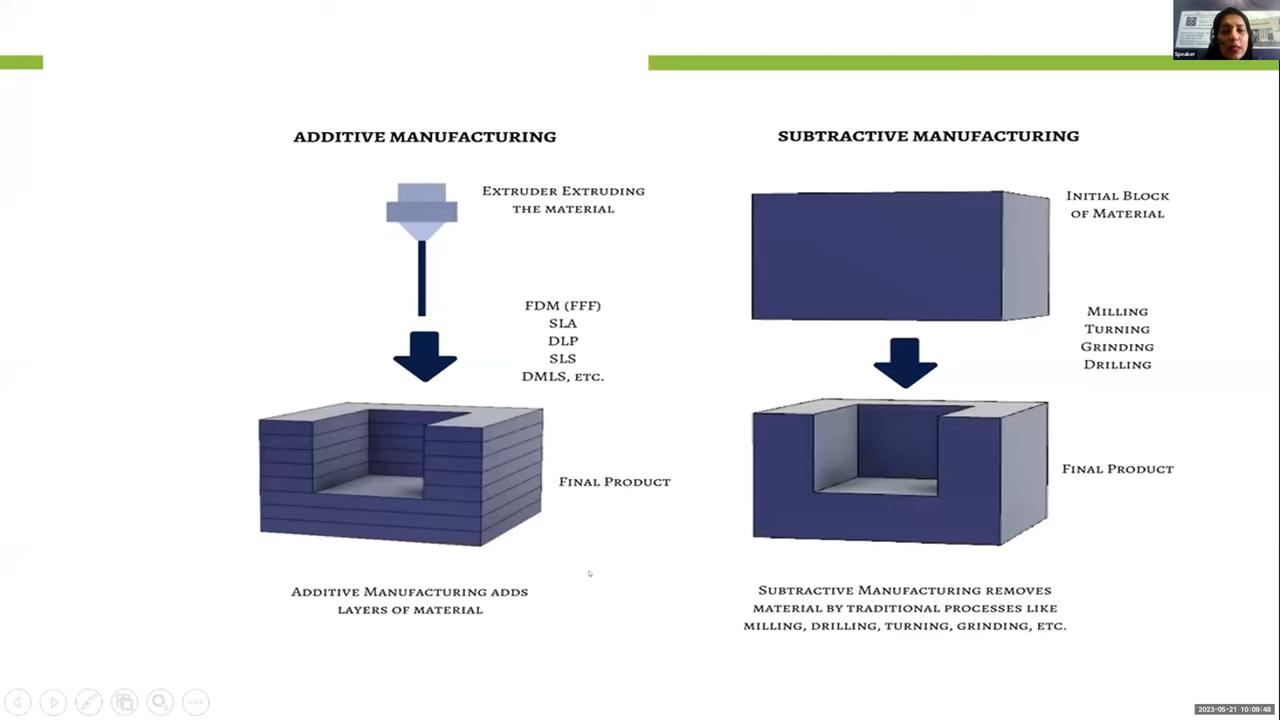 Speaker
ADDITIVE MANUFACTURING
EXTRUDER EXTRUDING
THE MATERIAL
FDM (FFF)
SLA
DLP
SLS
DMLS, ETC.
FINAL PRODUCT
ADDITIVE MANUFACTURING ADDS
LAYERS OF MATERIAL
SUBTRACTIVE MANUFACTURING
INITIAL BLOCK
OF MATERIAL
MILLING
TURNING
GRINDING
DRILLING
FINAL PRODUCT
SUBTRACTIVE MANUFACTURING REMOVES
MATERIAL BY TRADITIONAL PROCESSES LIKE
MILLING, DRILLING, TURNING, GRINDING, ETC.
2023-05-21 10:09:48